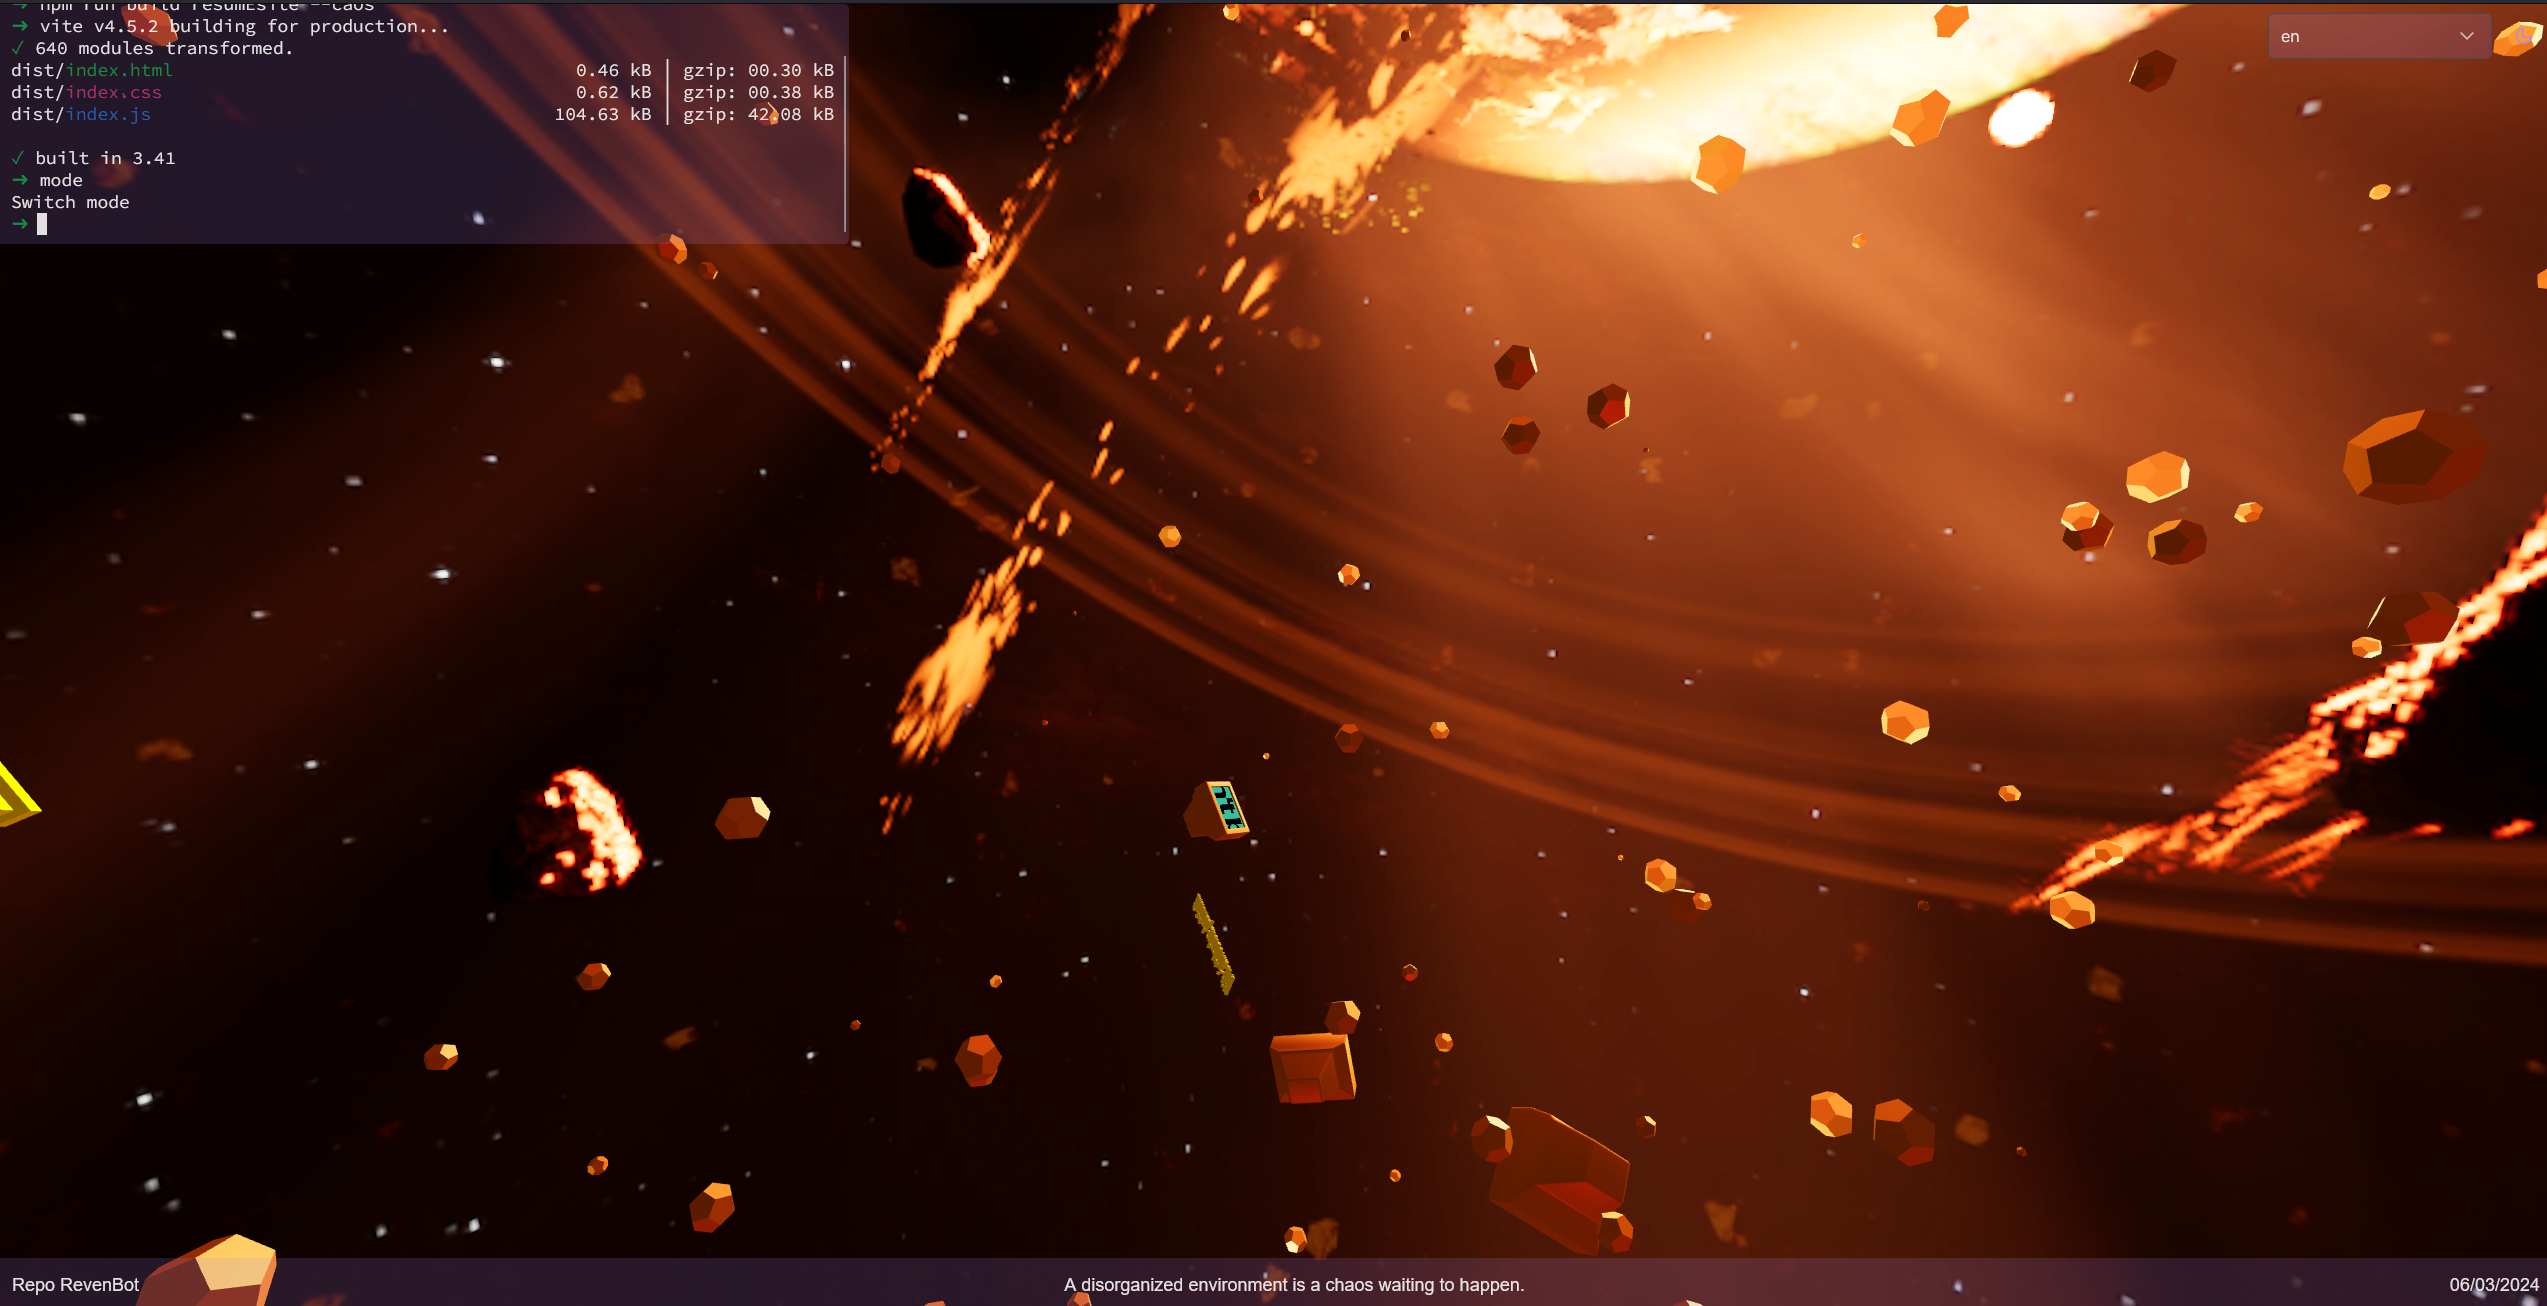 → npm run build resumEsite --caos
→ vite v4.5.2 building for production...
✓ 640 modules transformed.
dist/index.html 0.46 kB │ gzip: 00.30 kB
dist/index.css 0.62 kB │ gzip: 00.38 kB
dist/index.js 104.63 kB │ gzip: 42.08 kB
✓ built in 3.41
→ mode
Switch mode
→
en
Repo RevenBot
A disorganized environment is a chaos waiting to happen.
06/03/2024